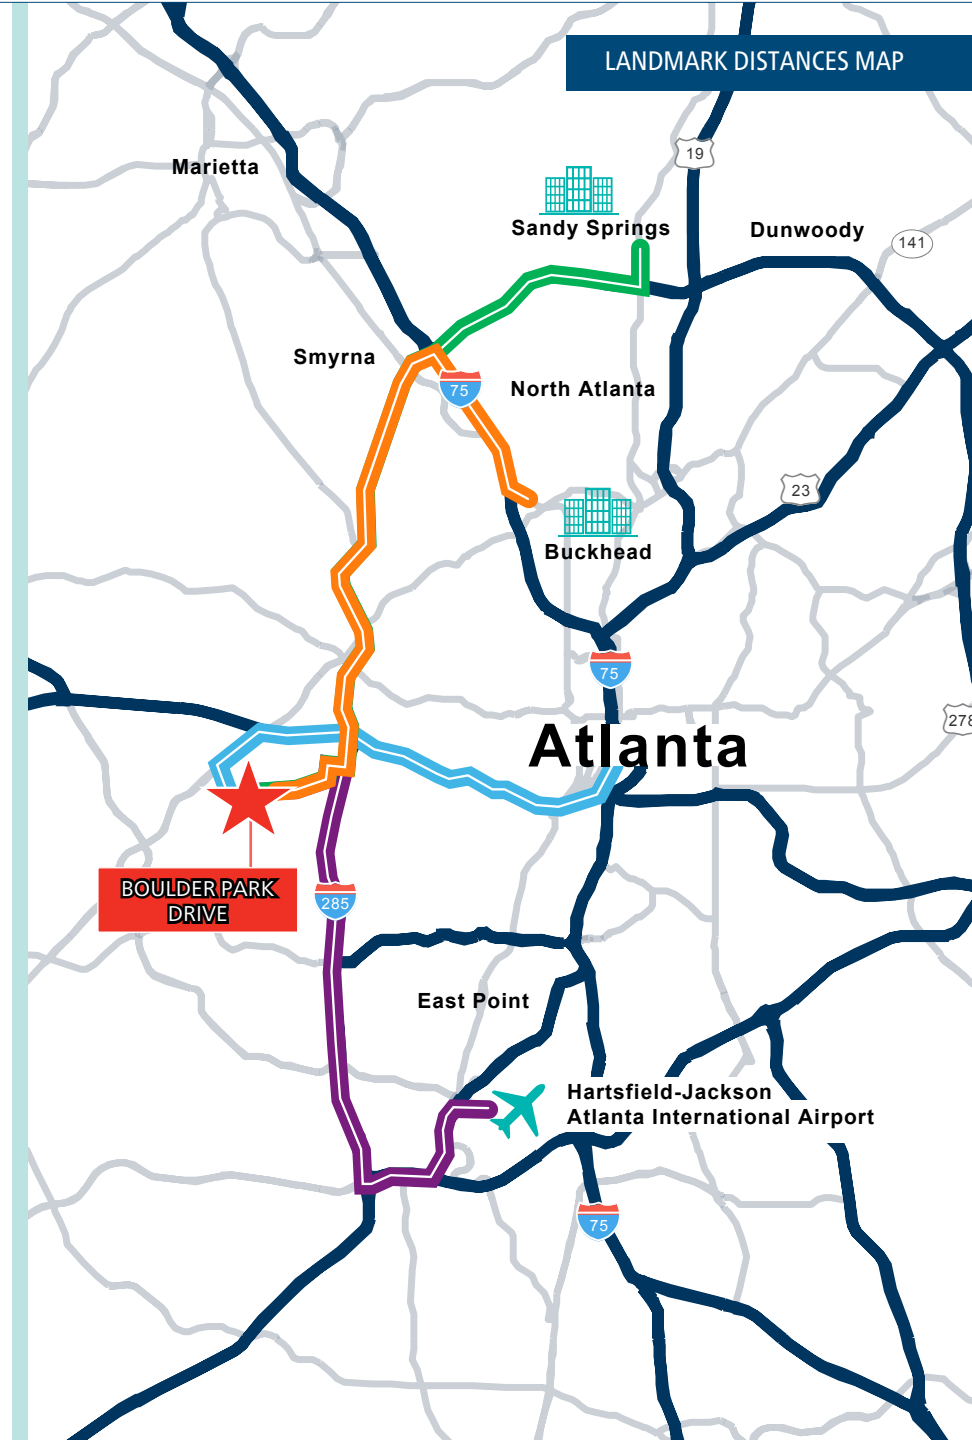 LANDMARK DISTANCES MAP
19
Marietta
Sandy Springs
Dunwoody
141
Smyrna
75
North Atlanta
23
Buckhead
75
278
Atlanta
BOULDER PARK
DRIVE
285
East Point
Hartsfield-Jackson
Atlanta International Airport
75